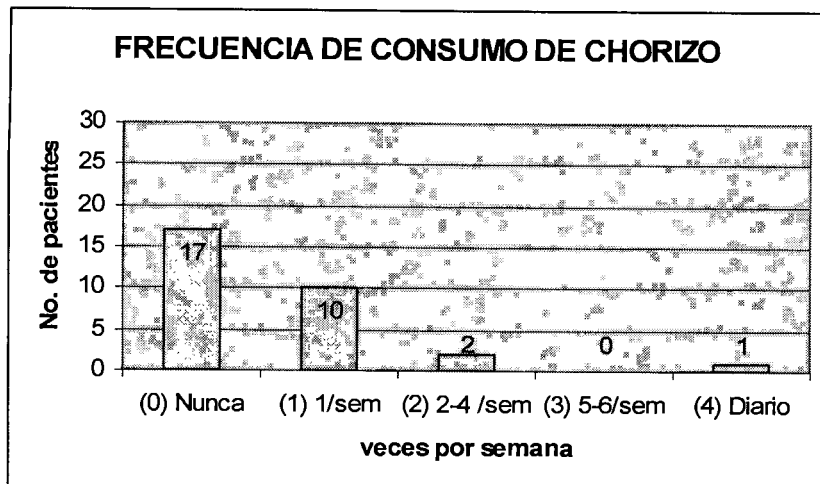 FRECUENCIA DE CONSUMO DE CHORIZO
No. de pacientes
30
25
20
15
10
5
0
17
10
2
0
1
(0) Nunca
(1) 1/sem
(2) 2-4 /sem
(3) 5-6/sem
(4) Diario
veces por semana